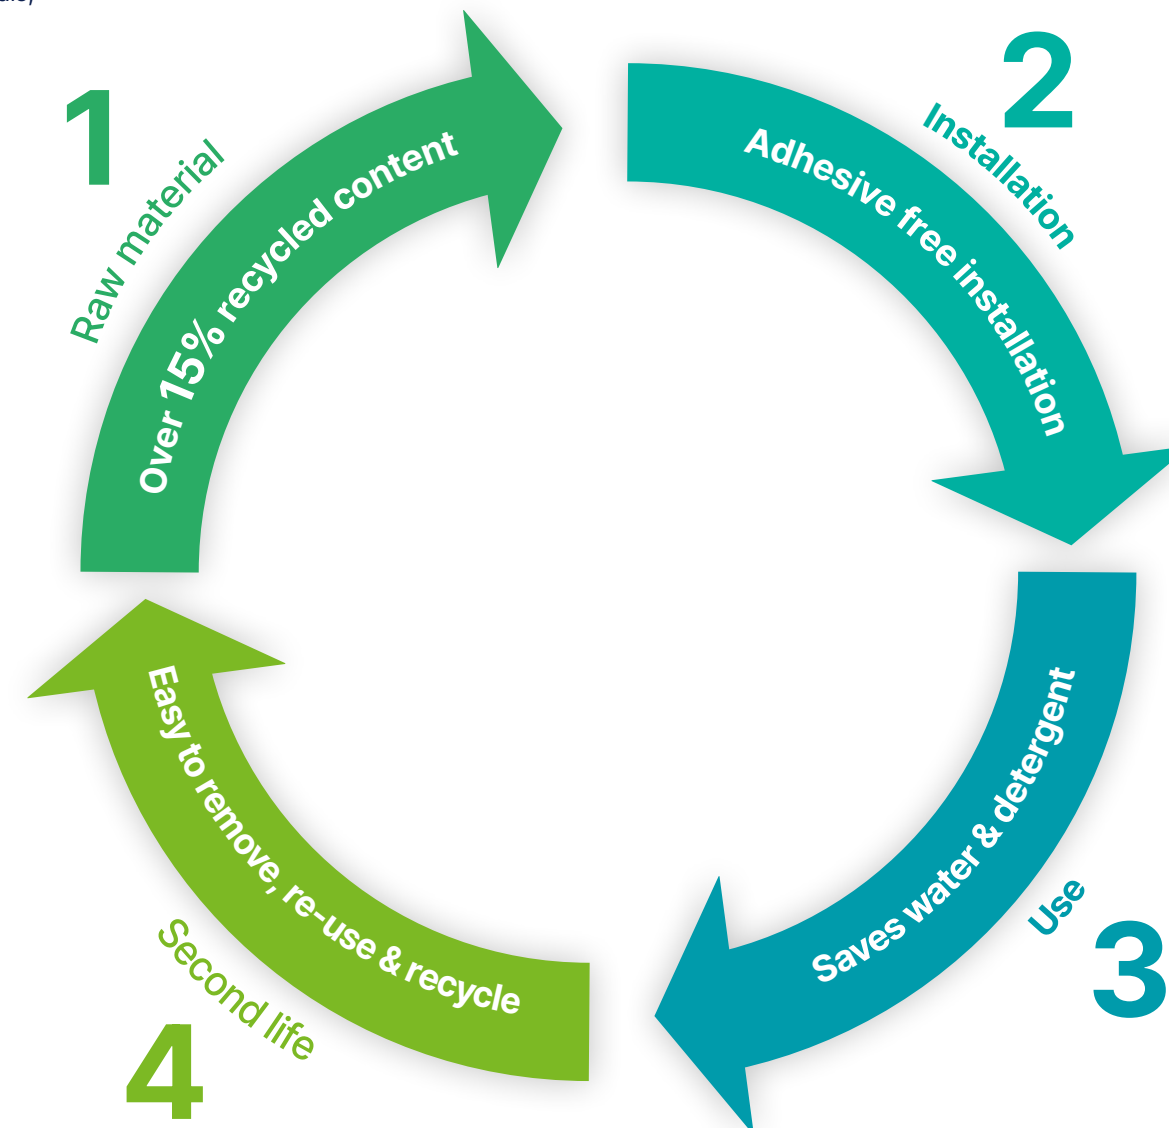 1
Raw material
Over 15% recycled content
2
Installation
Adhesive free installation
3
Use
Saves water & detergent
4
Second life
Easy to remove, re-use & recycle